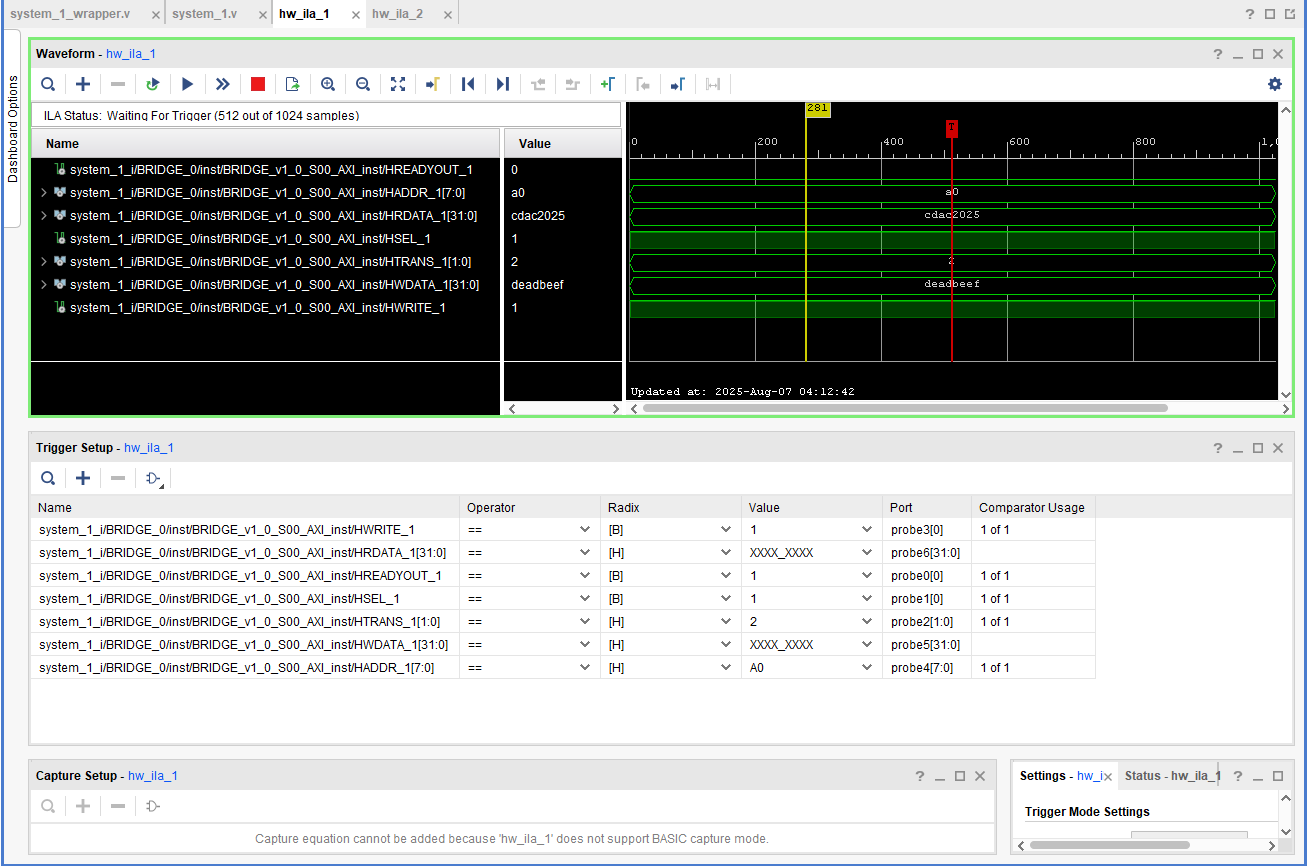 system_1_wrapper.v × system_1.v × hw_ila_1 × hw_ila_2 ×
Dashboard Options
Waveform - hw_ila_1
ILA Status: Waiting For Trigger (512 out of 1024 samples)
Name Value
281
T
0 200 400 600 800 1,0
system_1_i/BRIDGE_0/inst/BRIDGE_v1_0_S00_AXI_inst/HREADYOUT_1 0
system_1_i/BRIDGE_0/inst/BRIDGE_v1_0_S00_AXI_inst/HADDR_1[7:0] a0 a0
system_1_i/BRIDGE_0/inst/BRIDGE_v1_0_S00_AXI_inst/HRDATA_1[31:0] cdac2025 cdac2025
system_1_i/BRIDGE_0/inst/BRIDGE_v1_0_S00_AXI_inst/HSEL_1 1
system_1_i/BRIDGE_0/inst/BRIDGE_v1_0_S00_AXI_inst/HTRANS_1[1:0] 2 2
system_1_i/BRIDGE_0/inst/BRIDGE_v1_0_S00_AXI_inst/HWDATA_1[31:0] deadbeef deadbeef
system_1_i/BRIDGE_0/inst/BRIDGE_v1_0_S00_AXI_inst/HWRITE_1 1
Updated at: 2025-Aug-07 04:12:42
Trigger Setup - hw_ila_1
Name Operator Radix Value Port Comparator Usage
system_1_i/BRIDGE_0/inst/BRIDGE_v1_0_S00_AXI_inst/HWRITE_1 == [B] 1 probe3[0] 1 of 1
system_1_i/BRIDGE_0/inst/BRIDGE_v1_0_S00_AXI_inst/HRDATA_1[31:0] == [H] XXXX_XXXX probe6[31:0]
system_1_i/BRIDGE_0/inst/BRIDGE_v1_0_S00_AXI_inst/HREADYOUT_1 == [B] 1 probe0[0] 1 of 1
system_1_i/BRIDGE_0/inst/BRIDGE_v1_0_S00_AXI_inst/HSEL_1 == [B] 1 probe1[0] 1 of 1
system_1_i/BRIDGE_0/inst/BRIDGE_v1_0_S00_AXI_inst/HTRANS_1[1:0] == [H] 2 probe2[1:0] 1 of 1
system_1_i/BRIDGE_0/inst/BRIDGE_v1_0_S00_AXI_inst/HWDATA_1[31:0] == [H] XXXX_XXXX probe5[31:0]
system_1_i/BRIDGE_0/inst/BRIDGE_v1_0_S00_AXI_inst/HADDR_1[7:0] == [H] A0 probe4[7:0] 1 of 1
Capture Setup - hw_ila_1
Capture equation cannot be added because 'hw_ila_1' does not support BASIC capture mode.
Settings - hw_i× Status - hw_ila_1
Trigger Mode Settings